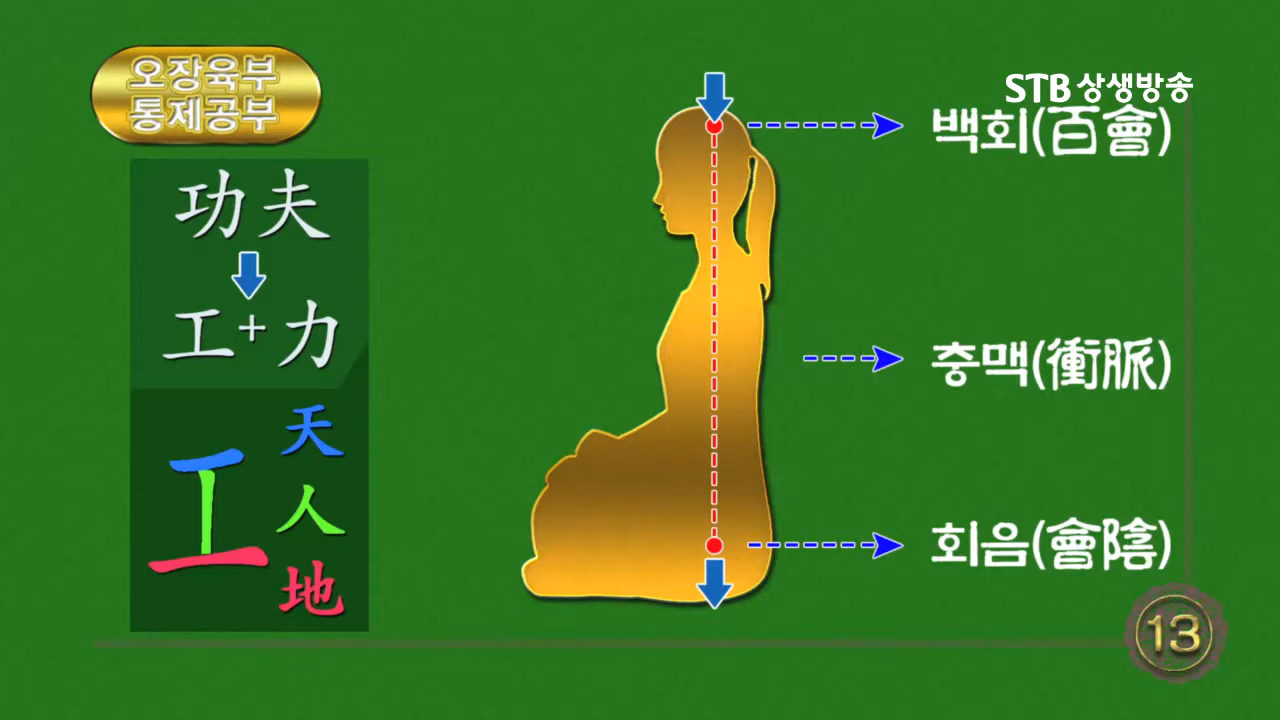 오장육부
통제공부
功夫
工+力
工
天
人
地
STB 상생방송
백회(百會)
충맥(衝脈)
회음(會陰)
13